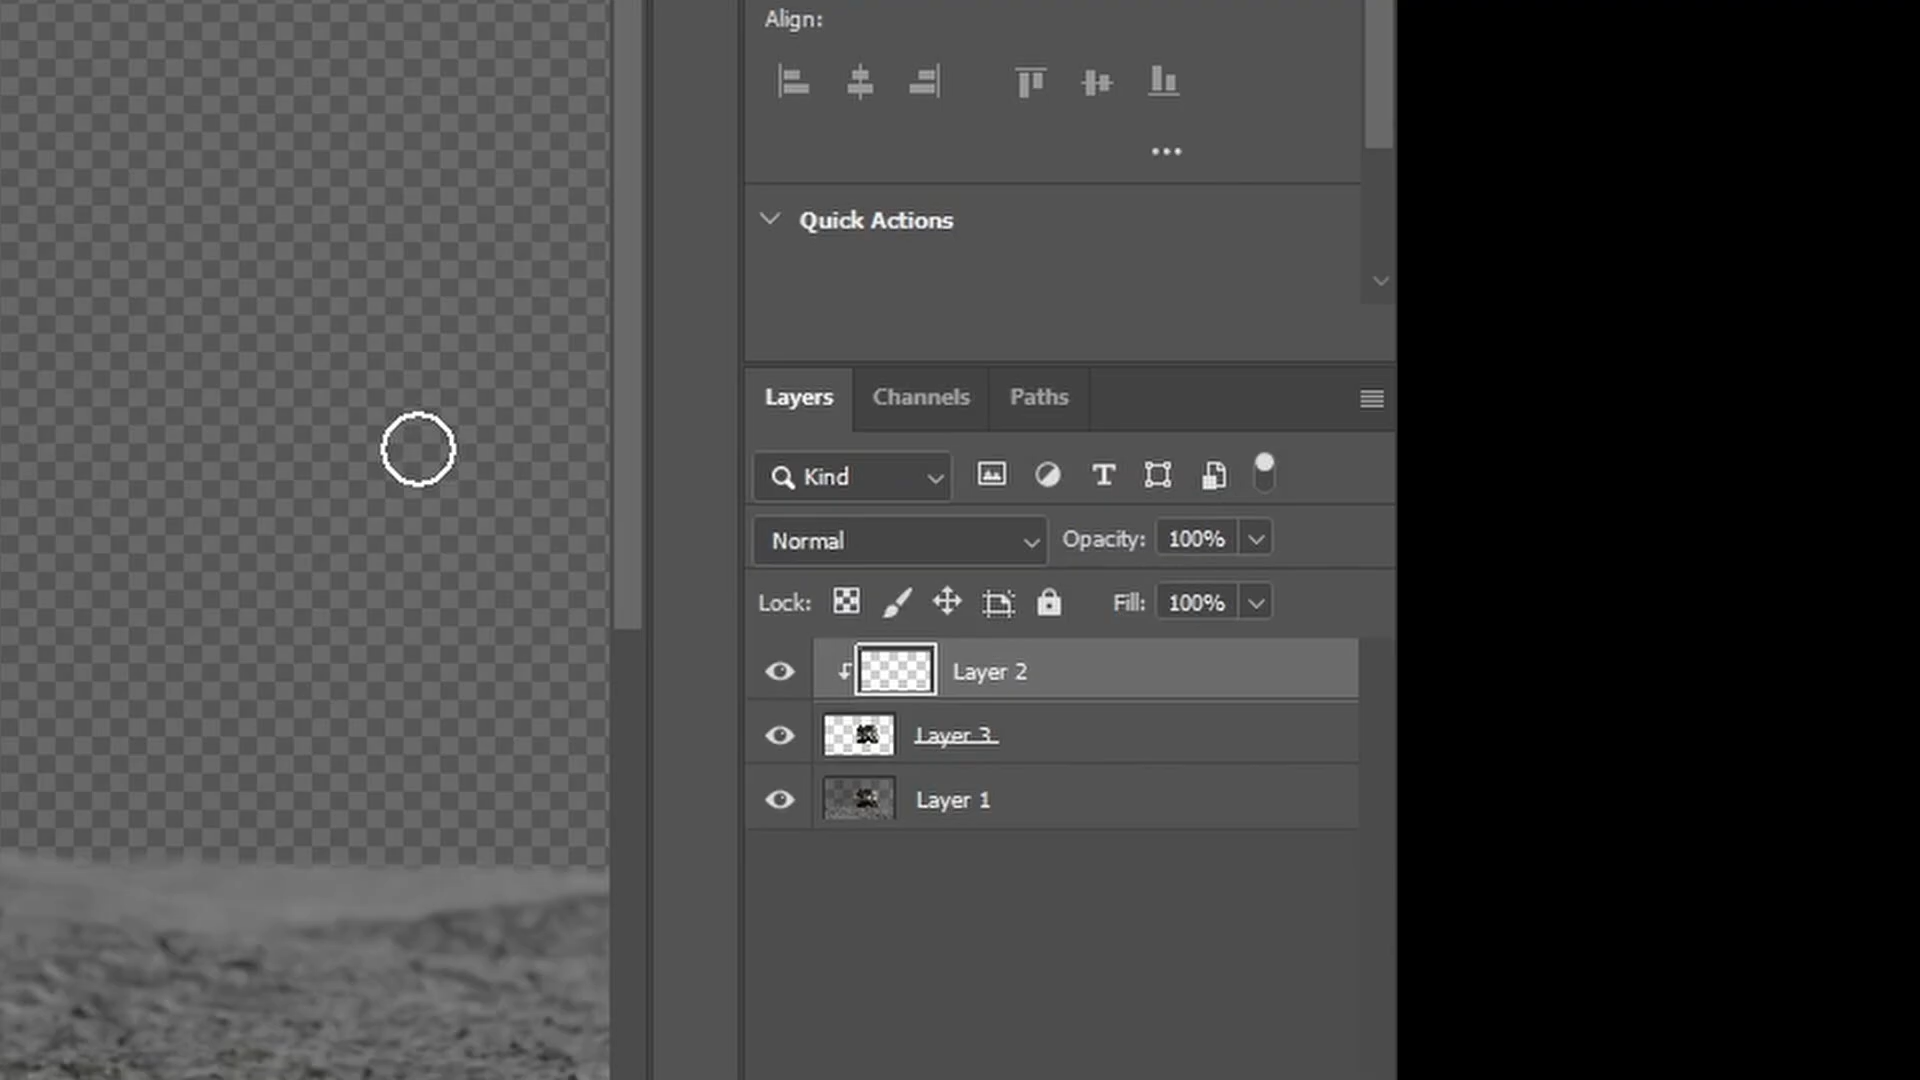 Align:
Quick Actions
Layers Channels Paths
Kind
Normal Opacity: 100%
Lock: Fill: 100%
Layer 2
Layer 3
Layer 1